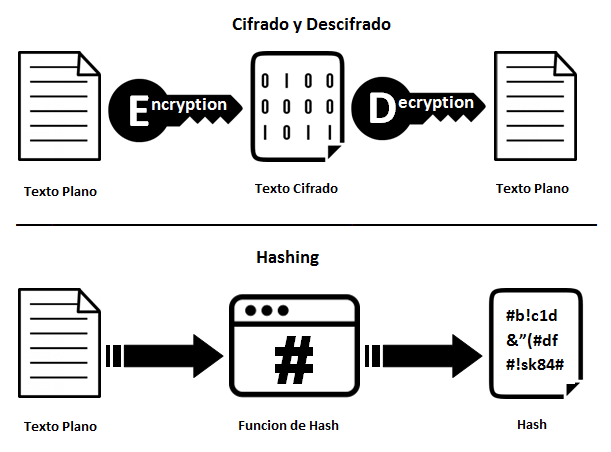 Cifrado y Descifrado
Encryption
0 1 0 0
0 0 0 0
1 0 1 1
Decryption
Texto Plano
Texto Cifrado
Texto Plano
Hashing
#
#b!c1d
&”(#df
#!sk84#
Texto Plano
Funcion de Hash
Hash